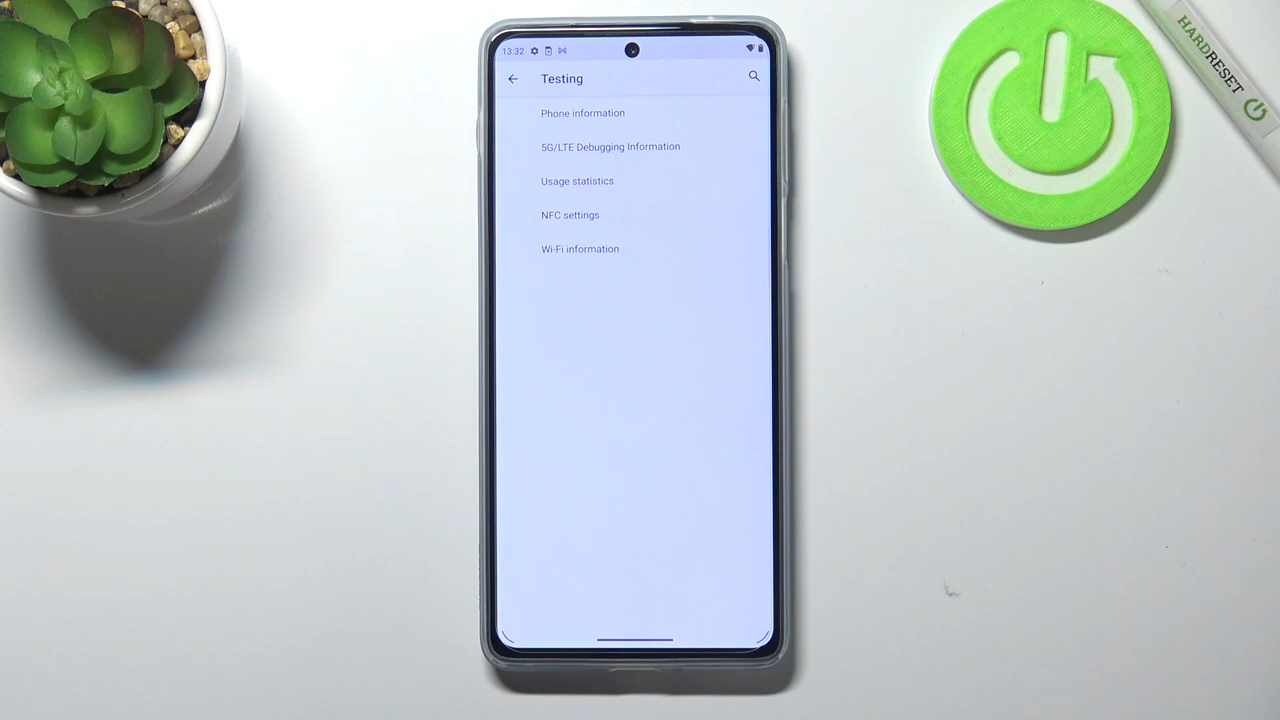 13:32
Testing
Phone information
5G/LTE Debugging Information
Usage statistics
NFC settings
Wi-Fi information
HARDRESET